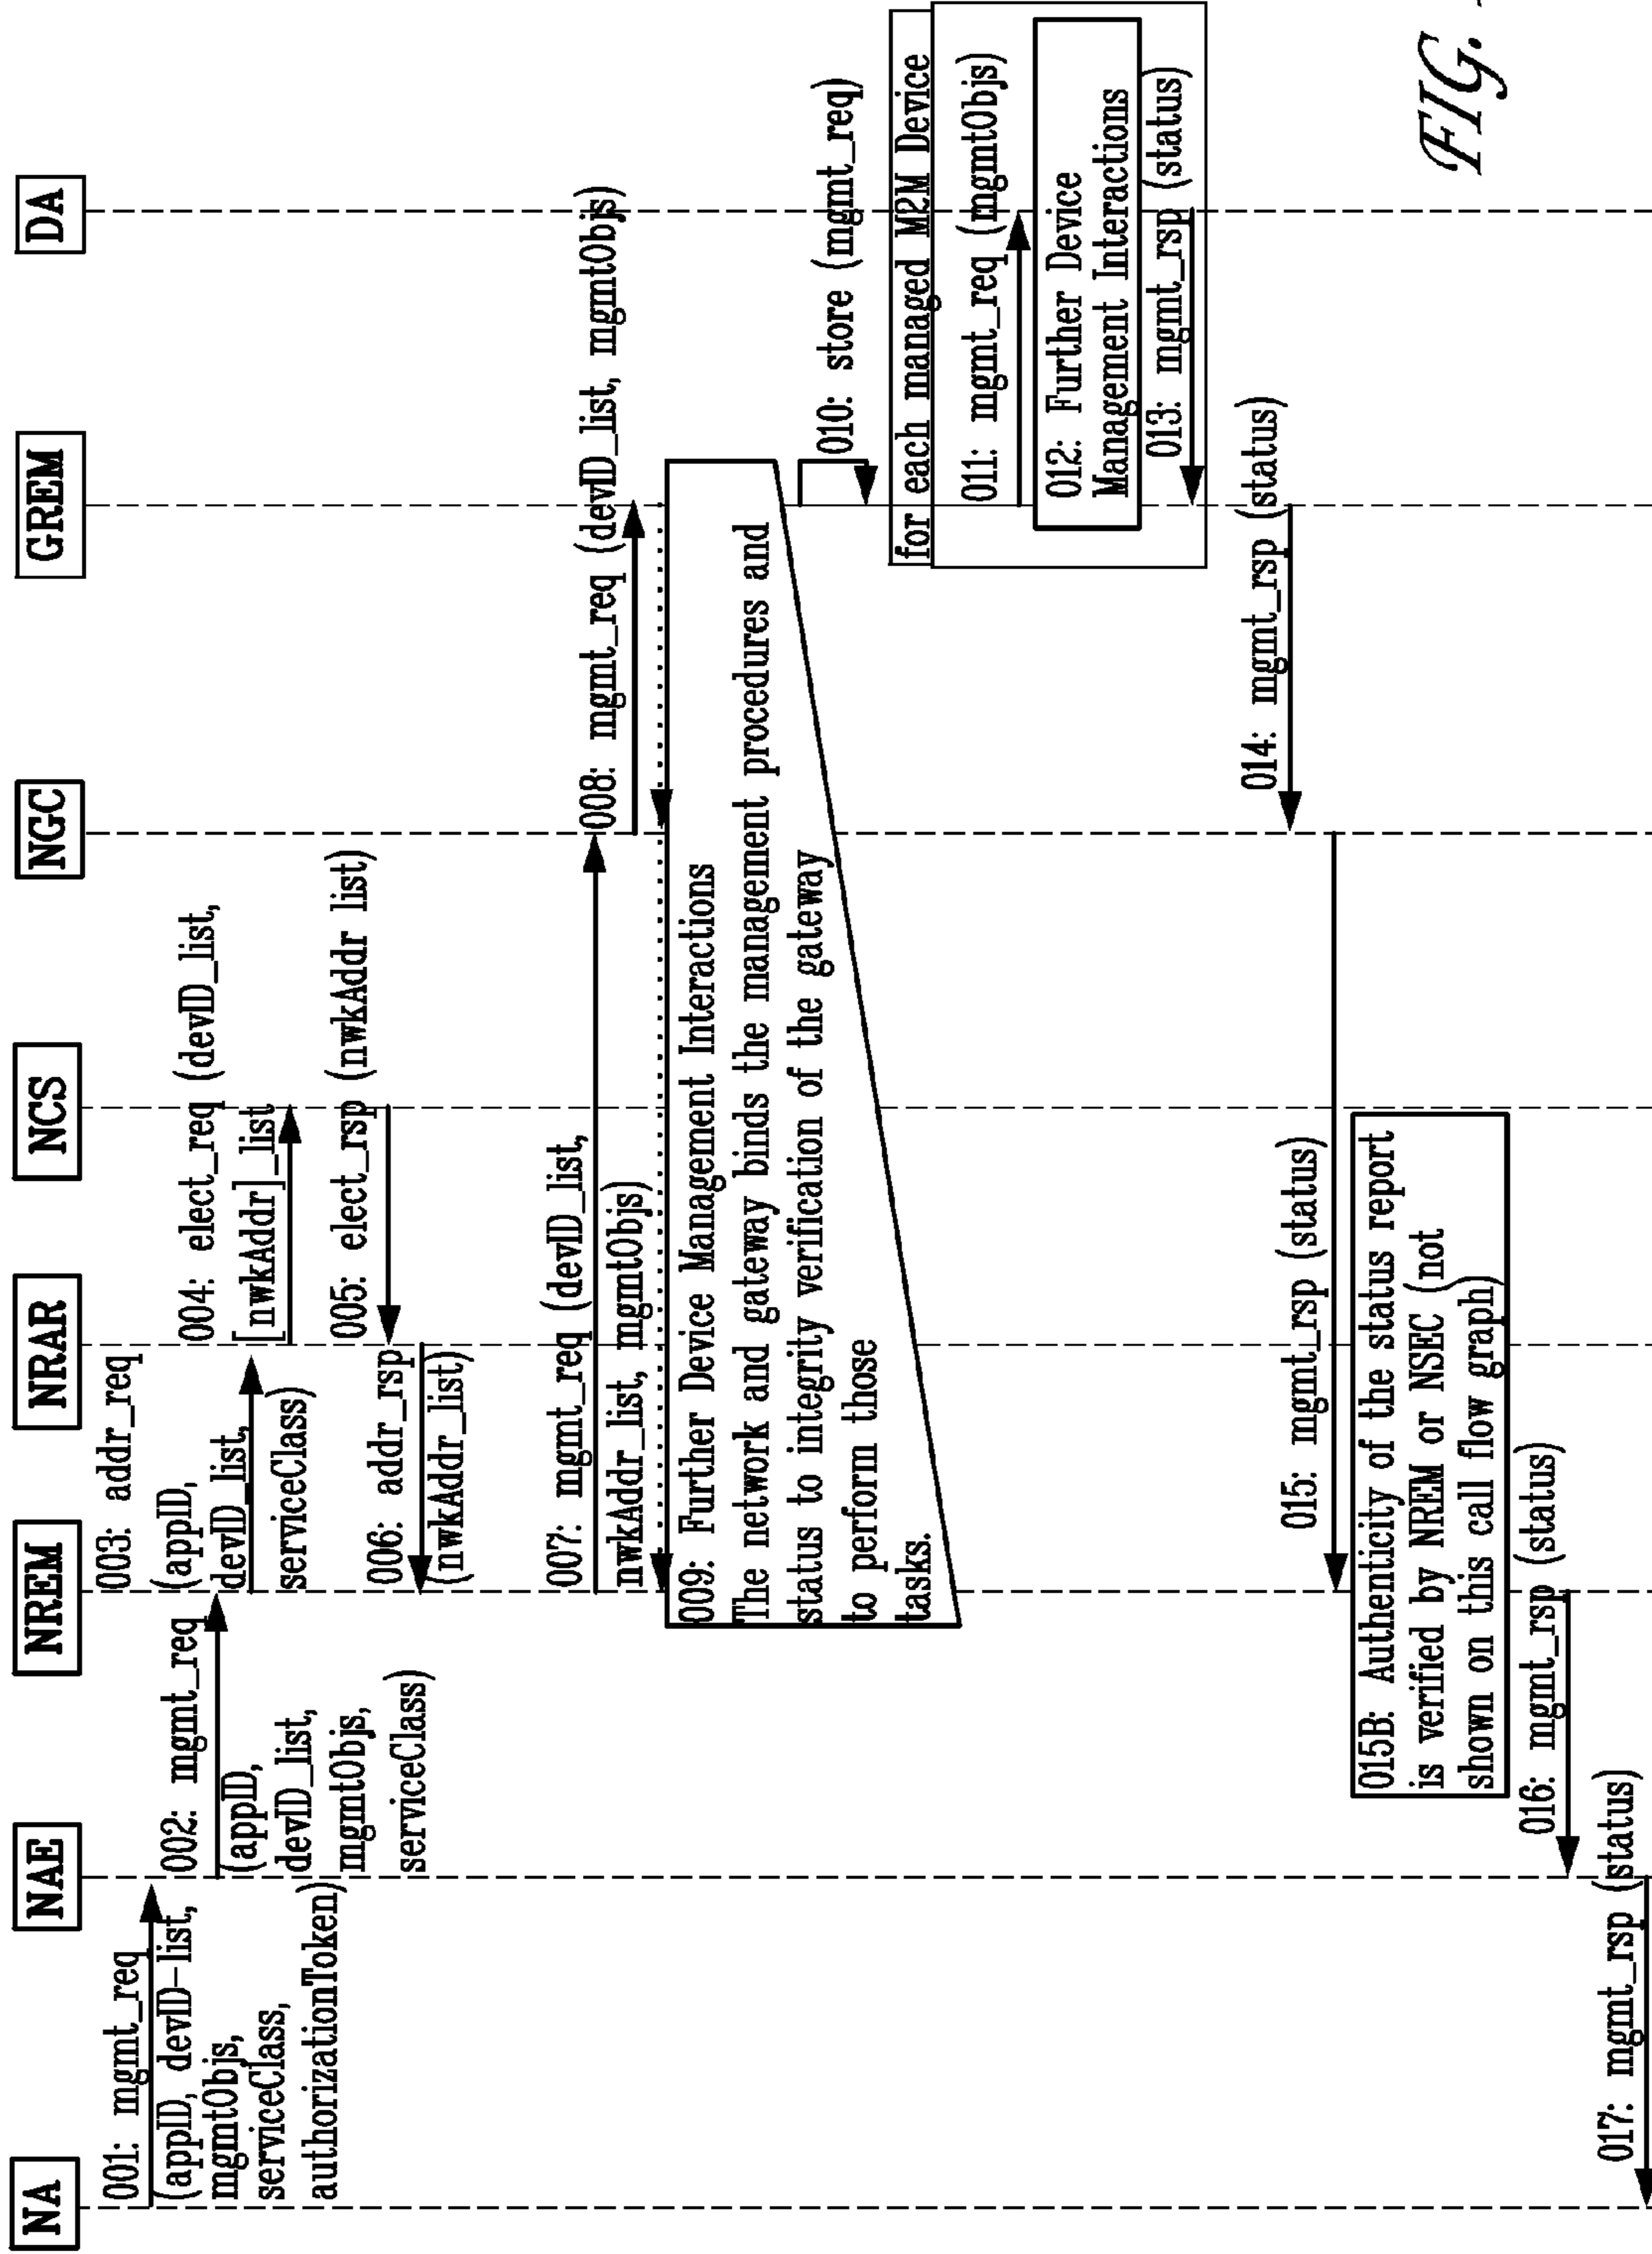 NA
NAE
NREM
NRAR
NCS
NGC
GREM
DA
001: mgmt_req
(appID, devID-list,
mgmtObjs,
serviceClass,
authorizationToken)
002: mgmt_req
(appID,
devID_list,
mgmtObjs,
serviceClass)
003: addr_req
(appID,
devID_list,
serviceClass)
004: elect_req (devID_list,
[nwkAddr]_list
005: elect_rsp (nwkAddr list)
006: addr_rsp
(nwkAddr_list)
007: mgmt_req (devID_list,
nwkAddr_list, mgmtObjs)
008: mgmt_req (devID_list, mgmtObjs)
009: Further Device Management Interactions
The network and gateway binds the management procedures and
status to integrity verification of the gateway
to perform those
tasks.
010: store (mgmt_req)
for each managed M2M Device
011: mgmt_req (mgmtObjs)
012: Further Device
Management Interactions
013: mgmt_rsp (status)
014: mgmt_rsp (status)
015: mgmt_rsp (status)
015B: Authenticity of the status report
is verified by NREM or NSEC (not
shown on this call flow graph)
016: mgmt_rsp (status)
017: mgmt_rsp (status)
FIG.